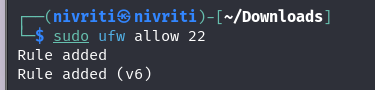 ┌──(nivriti㉿nivriti)-[~/Downloads]
└─$ sudo ufw allow 22
Rule added
Rule added (v6)